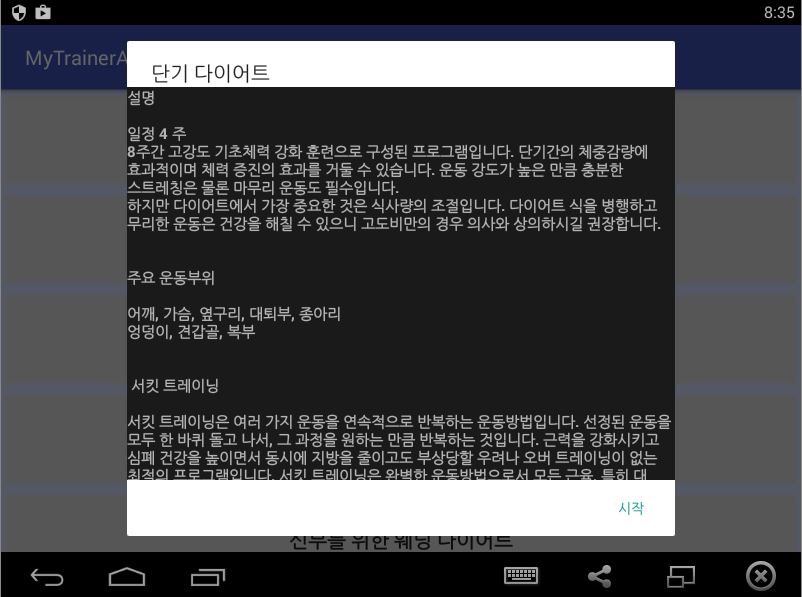 8:35
MyTrainerA
단기 다이어트
설명
일정 4 주
8주간 고강도 기초체력 강화 훈련으로 구성된 프로그램입니다. 단기간의 체중감량에
효과적이며 체력 증진의 효과를 거둘 수 있습니다. 운동 강도가 높은 만큼 충분한
스트레칭은 물론 마무리 운동도 필수입니다.
하지만 다이어트에서 가장 중요한 것은 식사량의 조절입니다. 다이어트 식을 병행하고
무리한 운동은 건강을 해칠 수 있으니 고도비만의 경우 의사와 상의하시길 권장합니다.
주요 운동부위
어깨, 가슴, 옆구리, 대퇴부, 종아리
엉덩이, 견갑골, 복부
서킷 트레이닝
서킷 트레이닝은 여러 가지 운동을 연속적으로 반복하는 운동방법입니다. 선정된 운동을
모두 한 바퀴 돌고 나서, 그 과정을 원하는 만큼 반복하는 것입니다. 근력을 강화시키고
심폐 건강을 높이면서 동시에 지방을 줄이고도 부상당할 우려나 오버 트레이닝이 없는
최적의 프로그램입니다. 서킷 트레이닝은 완벽한 운동방법으로서 모든 근육, 특히 대
시작
신부를 위한 웨딩 다이어트